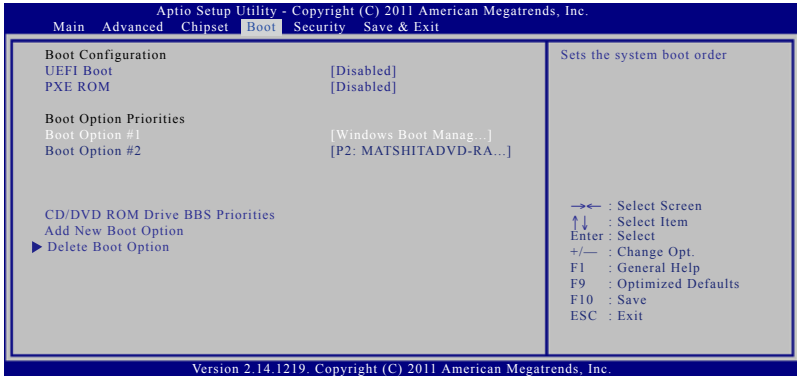 Aptio Setup Utility - Copyright (C) 2011 American Megatrends, Inc.
Main Advanced Chipset Boot Security Save & Exit
Boot Configuration
UEFI Boot [Disabled]
PXE ROM [Disabled]
Boot Option Priorities
Boot Option #1 [Windows Boot Manag...]
Boot Option #2 [P2: MATSHITADVD-RA...]
CD/DVD ROM Drive BBS Priorities
Add New Boot Option
▶ Delete Boot Option
Sets the system boot order
→← : Select Screen
↑↓ : Select Item
Enter : Select
+/— : Change Opt.
F1 : General Help
F9 : Optimized Defaults
F10 : Save
ESC : Exit
Version 2.14.1219. Copyright (C) 2011 American Megatrends, Inc.